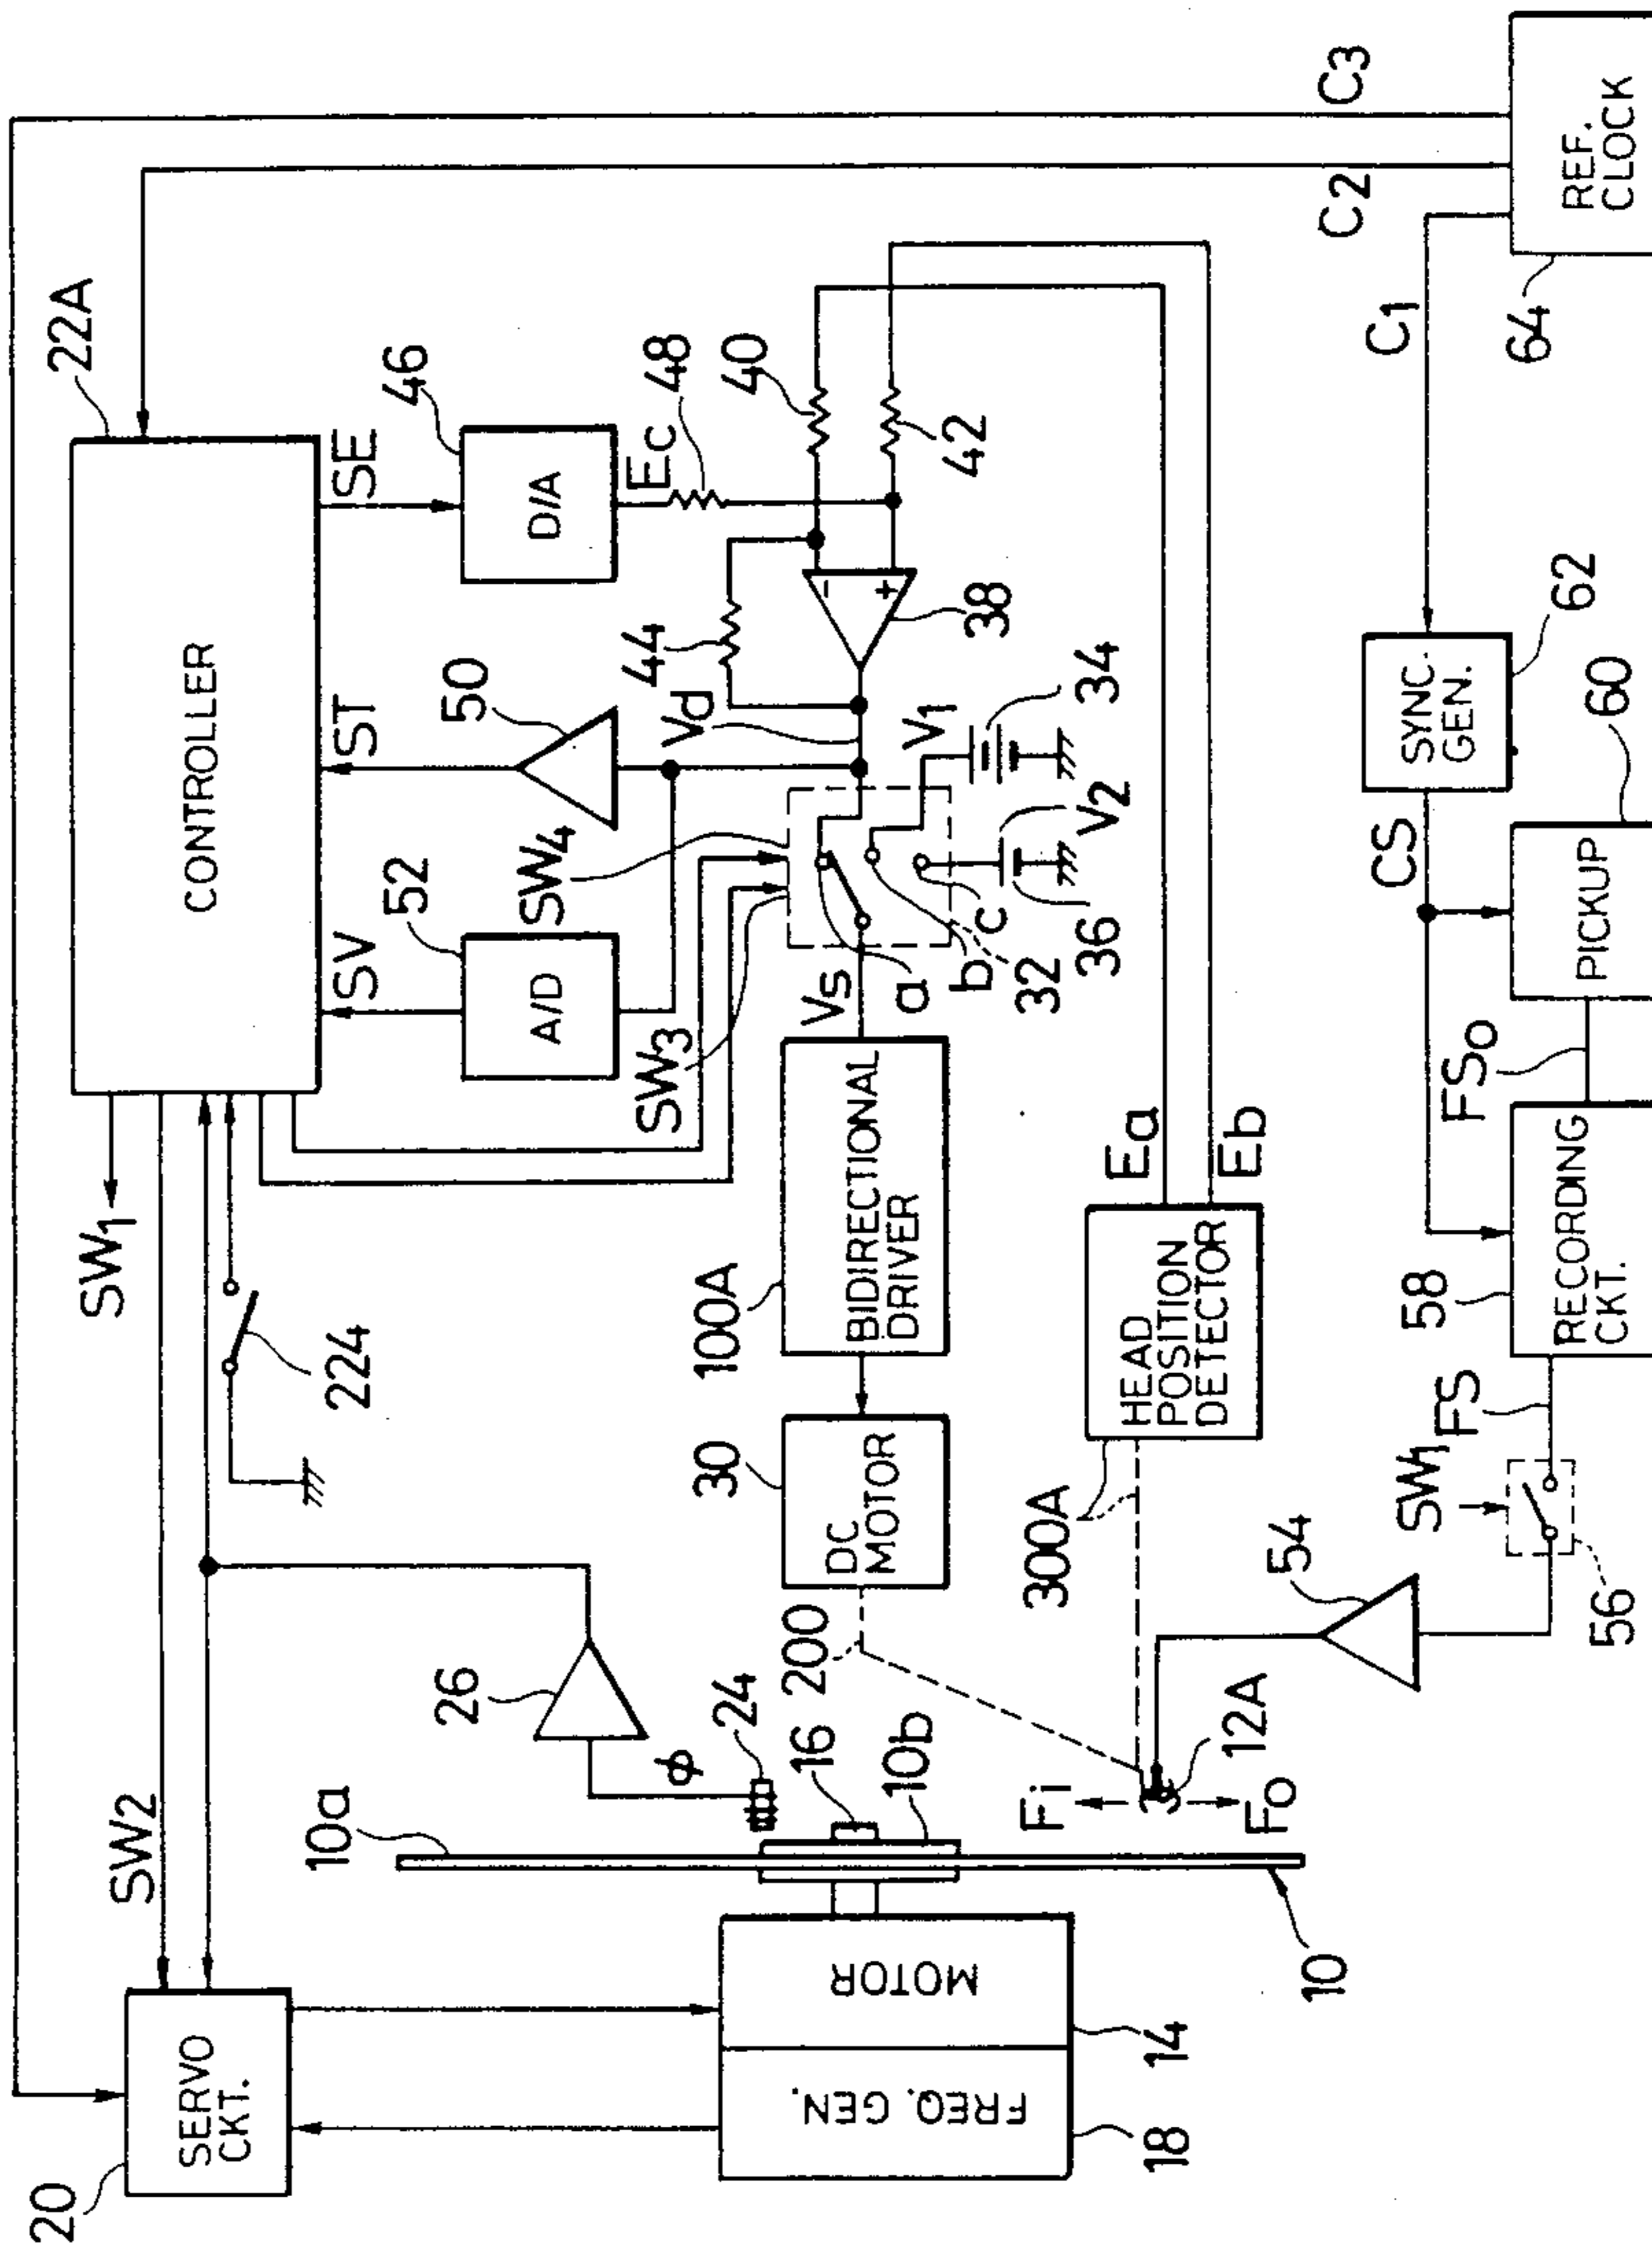 20
SERVO
CKT.
SW2
SW1
224
CONTROLLER
22A
SV
52
A/D
ST
50
SE
46
D/A
Ec
48
SW4
SW3
44
Vd
40
42
38
26
ϕ
24
10a
16
10b
200
30
DC
MOTOR
100A
BIDIRECTIONAL
DRIVER
Vs
a
b
c
32
36
V2
V1
34
FREQ. GEN.
MOTOR
18
14
10
Fi
Fo
12A
300A
HEAD
POSITION
DETECTOR
Ea
Eb
54
SW1
56
FS
58
RECORDING
CKT.
FSo
CS
PICKUP
60
SYNC.
GEN.
62
C1
C2
C3
64
REF.
CLOCK